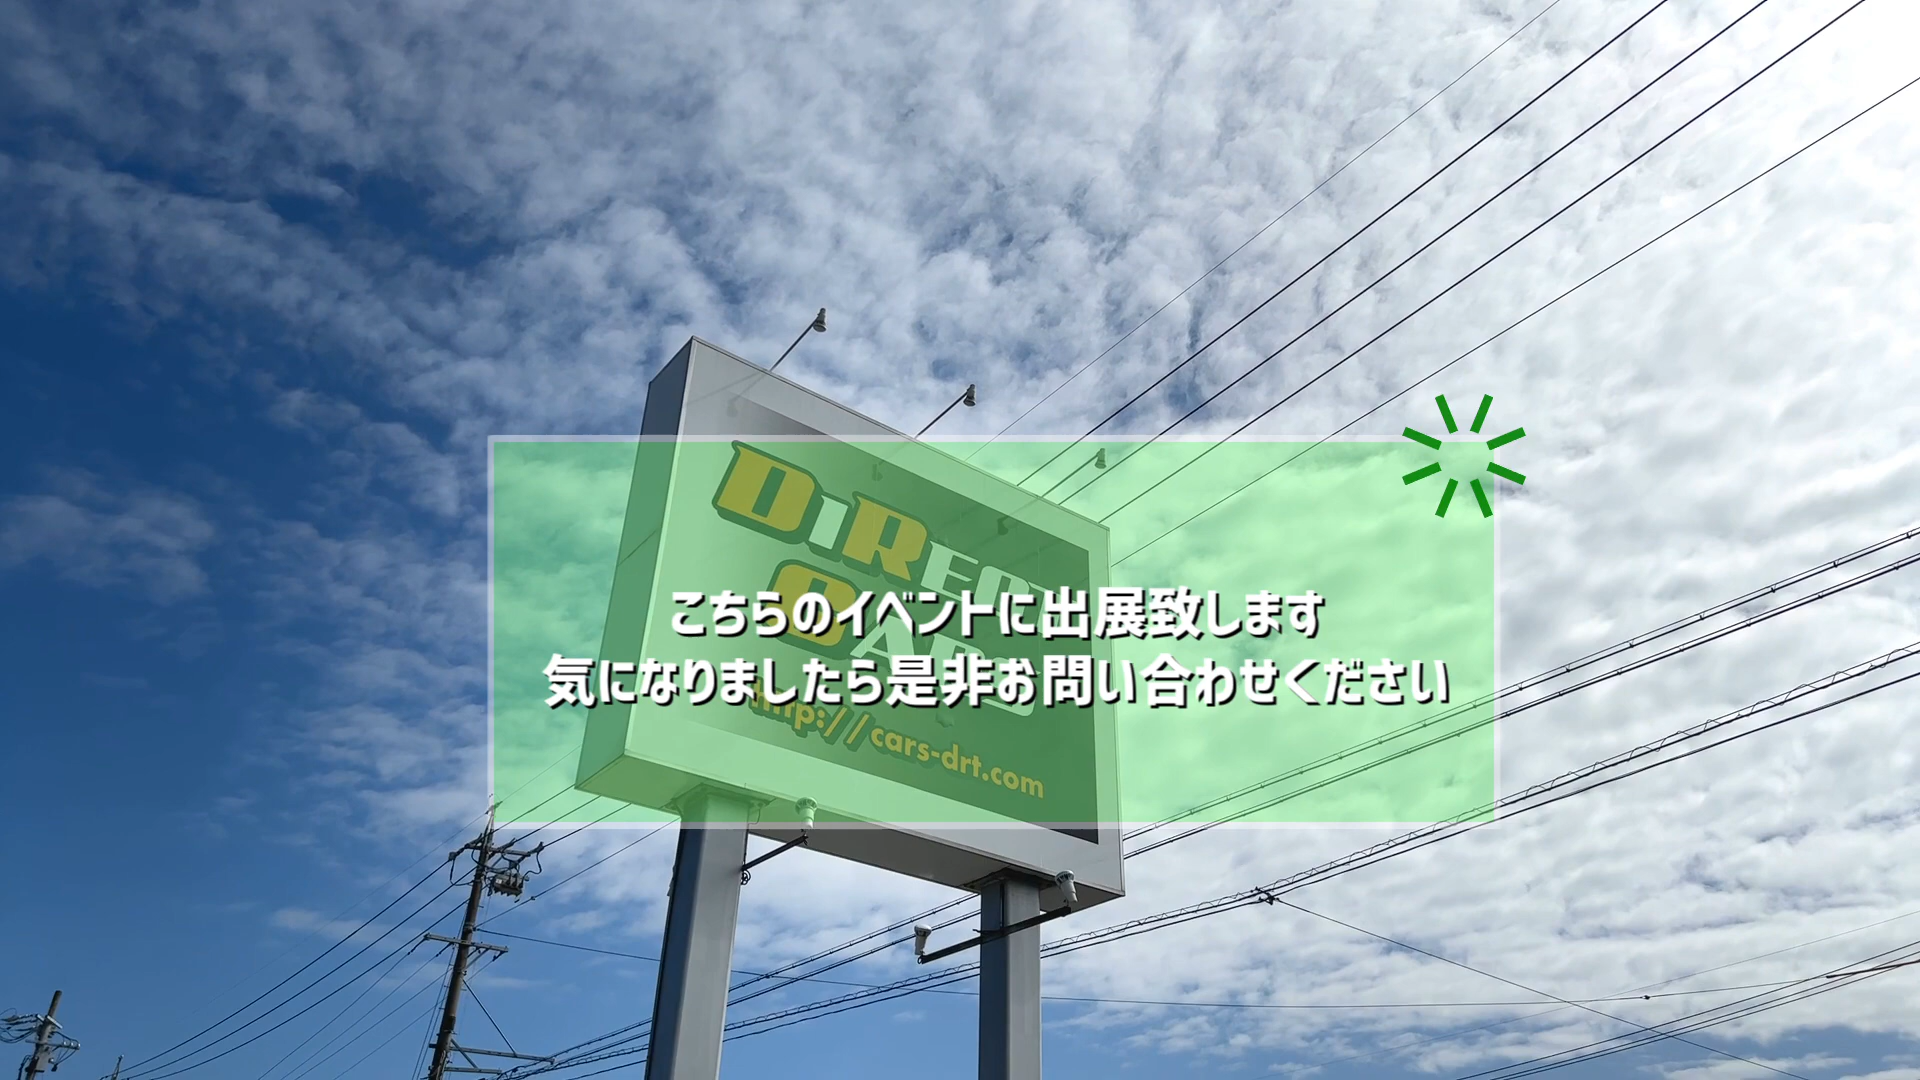 DiRect
CARS
こちらのイベントに出展致します
気になりましたら是非お問い合わせください
http://cars-drt.com